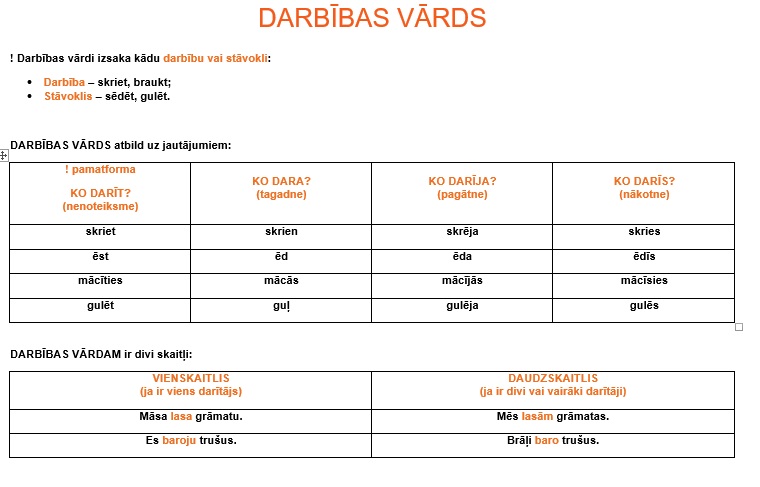 DARBĪBAS VĀRDS
! Darbības vārdi izsaka kādu darbību vai stāvokli:
• Darbība – skriet, braukt;
• Stāvoklis – sēdēt, gulēt.
DARBĪBAS VĀRDS atbild uz jautājumiem:
! pamatforma
KO DARĪT?
(nenoteiksme)
KO DARA?
(tagadne)
KO DARĪJA?
(pagātne)
KO DARĪS?
(nākotne)
skriet skrien skrēja skries
ēst ēd ēda ēdīs
mācīties mācās mācījās mācīsies
gulēt guļ gulēja gulēs
DARBĪBAS VĀRDAM ir divi skaitļi:
VIENSKAITLIS
(ja ir viens darītājs)
DAUDZSKAITLIS
(ja ir divi vai vairāki darītāji)
Māsa lasa grāmatu. Mēs lasām grāmatas.
Es baroju trušus. Brāļi baro trušus.